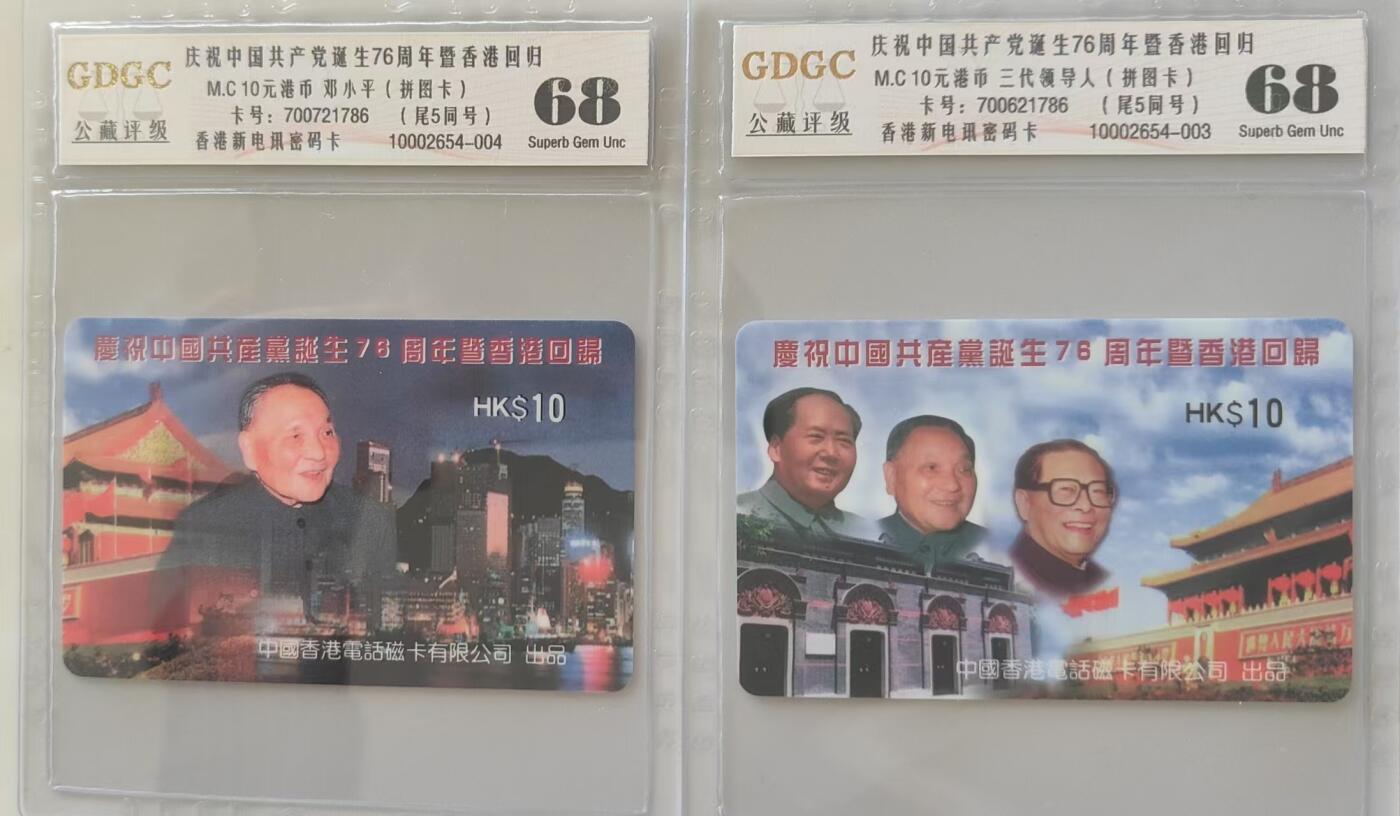 GDGC
公藏评级
庆祝中国共产党诞生76周年暨香港回归
M.C 10元港币 邓小平(拼图卡)
卡号:700721786 (尾5同号)
香港新电讯密码卡 10002654-004
68
Superb Gem Unc
慶祝中國共產黨誕生76周年暨香港回歸
HK$10
中國香港電話磁卡有限公司 出品
GDGC
公藏评级
庆祝中国共产党诞生76周年暨香港回归
M.C 10元港币 三代领导人(拼图卡)
卡号:700621786 (尾5同号)
香港新电讯密码卡 10002654-003
68
Superb Gem Unc
慶祝中國共產黨誕生76周年暨香港回歸
HK$10
中國香港電話磁卡有限公司 出品